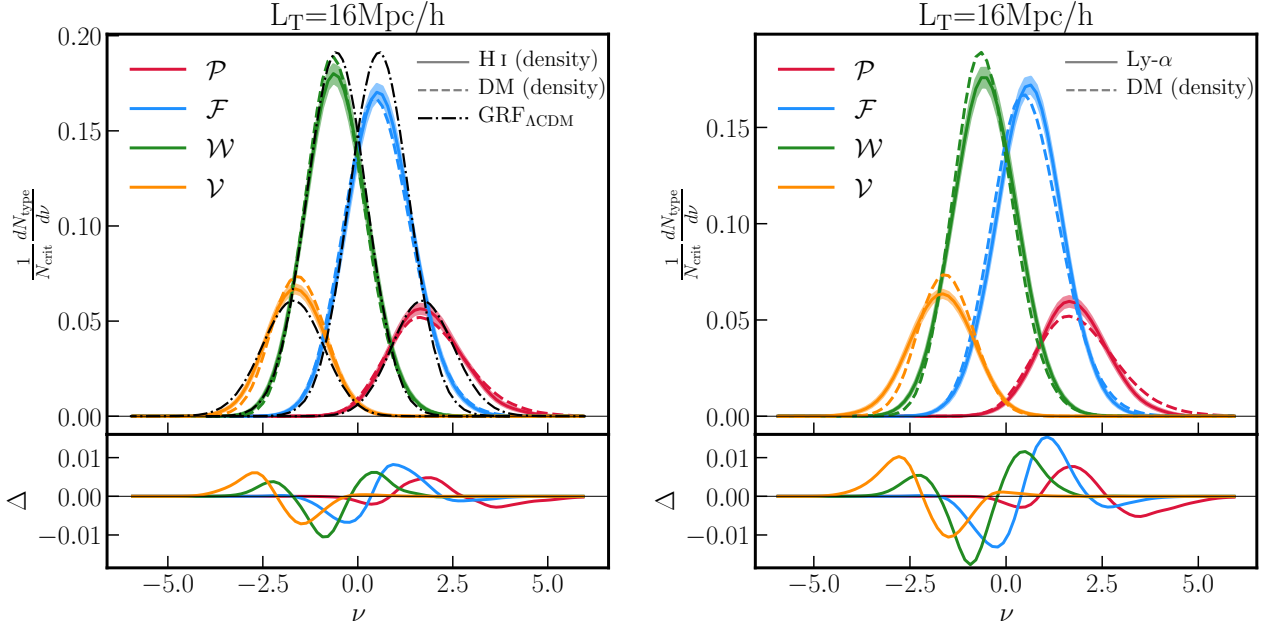 L_T=16Mpc/h
0.20
0.15
0.10
0.05
0.00
1/N_crit dN_type/dν
𝒫
ℱ
𝒲
𝒱
H I (density)
DM (density)
GRF_ΛCDM
0.01
0.00
−0.01
Δ
−5.0 −2.5 0.0 2.5 5.0
ν
L_T=16Mpc/h
0.15
0.10
0.05
0.00
1/N_crit dN_type/dν
𝒫
ℱ
𝒲
𝒱
Ly-α
DM (density)
0.01
0.00
−0.01
Δ
−5.0 −2.5 0.0 2.5 5.0
ν